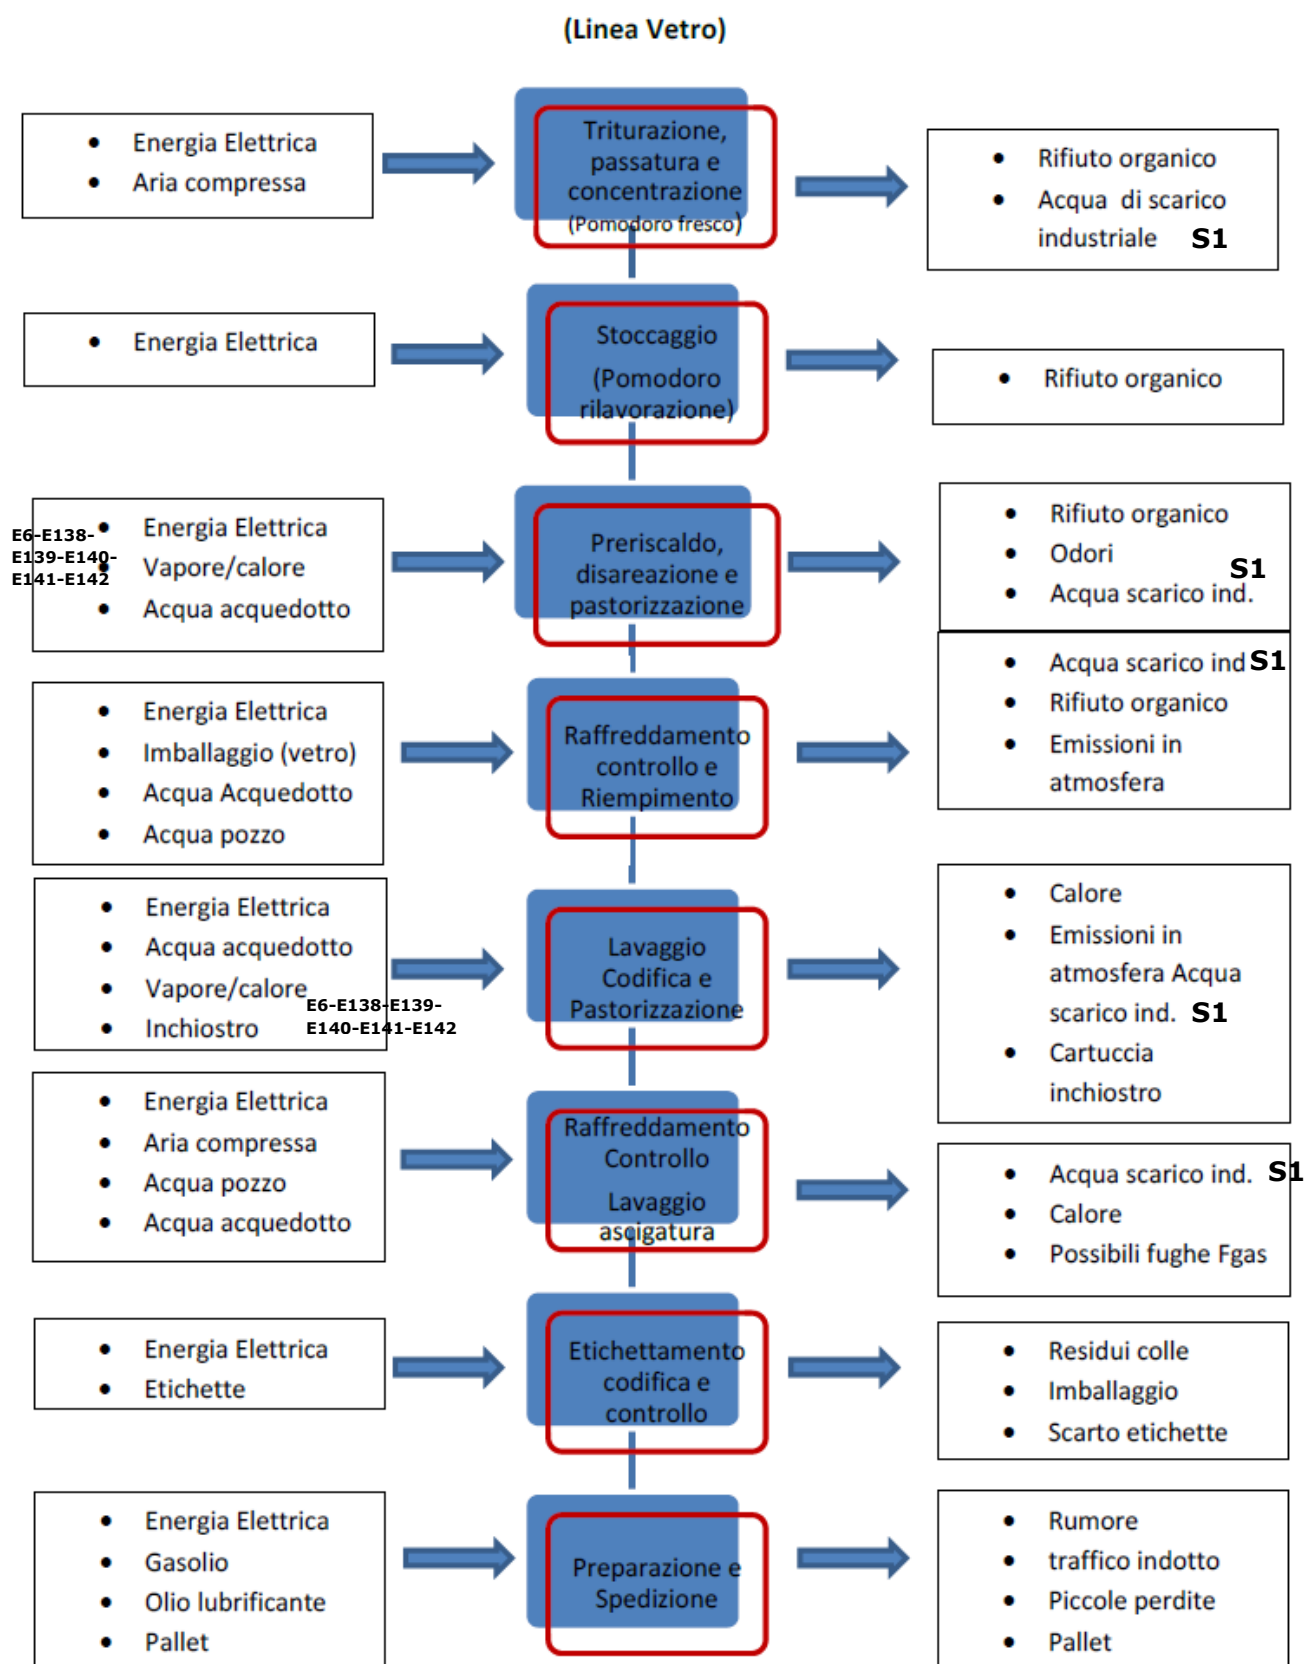 (Linea Vetro)
• Energia Elettrica
• Aria compressa
Triturazione,
passatura e
concentrazione
(Pomodoro fresco)
• Rifiuto organico
• Acqua di scarico
industriale S1
• Energia Elettrica
Stoccaggio
(Pomodoro
rilavorazione)
• Rifiuto organico
E6-E138-
E139-E140-
E141-E142
• Energia Elettrica
• Vapore/calore
• Acqua acquedotto
Preriscaldo,
disareazione e
pastorizzazione
• Rifiuto organico
• Odori
S1
• Acqua scarico ind.
• Energia Elettrica
• Imballaggio (vetro)
• Acqua Acquedotto
• Acqua pozzo
Raffreddamento
controllo e
Riempimento
• Acqua scarico ind S1
• Rifiuto organico
• Emissioni in
atmosfera
• Energia Elettrica
• Acqua acquedotto
• Vapore/calore
• Inchiostro
E6-E138-E139-
E140-E141-E142
Lavaggio
Codifica e
Pastorizzazione
• Calore
• Emissioni in
atmosfera Acqua
scarico ind. S1
• Cartuccia
inchiostro
• Energia Elettrica
• Aria compressa
• Acqua pozzo
• Acqua acquedotto
Raffreddamento
Controllo
Lavaggio
ascigatura
• Acqua scarico ind. S1
• Calore
• Possibili fughe Fgas
• Energia Elettrica
• Etichette
Etichettamento
codifica e
controllo
• Residui colle
• Imballaggio
• Scarto etichette
• Energia Elettrica
• Gasolio
• Olio lubrificante
• Pallet
Preparazione e
Spedizione
• Rumore
• traffico indotto
• Piccole perdite
• Pallet